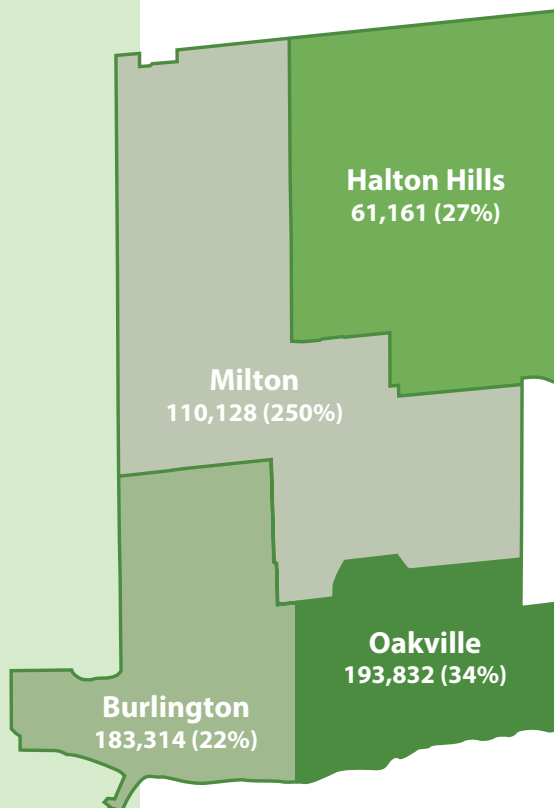 Halton Hills
61,161 (27%)
Milton
110,128 (250%)
Oakville
193,832 (34%)
Burlington
183,314 (22%)